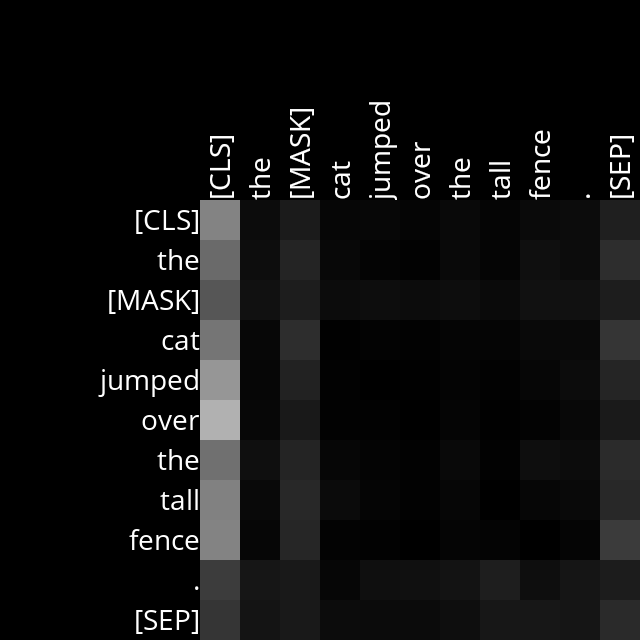 [CLS] the [MASK] cat jumped over the tall fence . [SEP]
[CLS]
the
[MASK]
cat
jumped
over
the
tall
fence
.
[SEP]